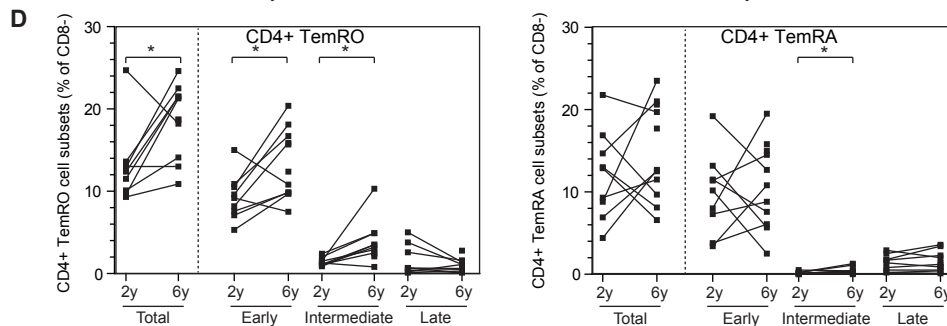 D
CD4+ TemRO cell subsets (% of CD8-)
30
20
10
0
CD4+ TemRO
*
*
*
2y 6y 2y 6y 2y 6y 2y 6y
Total Early Intermediate Late
CD4+ TemRA cell subsets (% of CD8-)
30
20
10
0
CD4+ TemRA
*
2y 6y 2y 6y 2y 6y 2y 6y
Total Early Intermediate Late